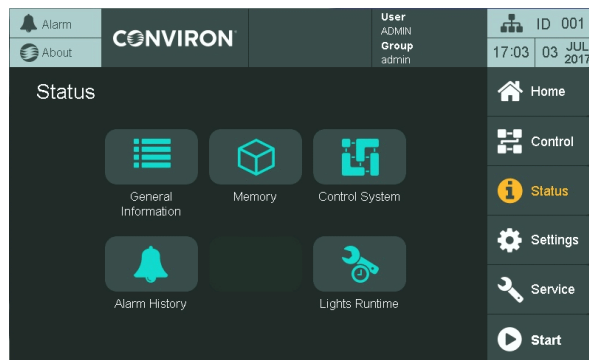 Alarm
About
CONVIRON
User
ADMIN
Group
admin
ID 001
17:03
03 JUL 2017
Status
General
Information
Memory
Control System
Alarm History
Lights Runtime
Home
Control
Status
Settings
Service
Start